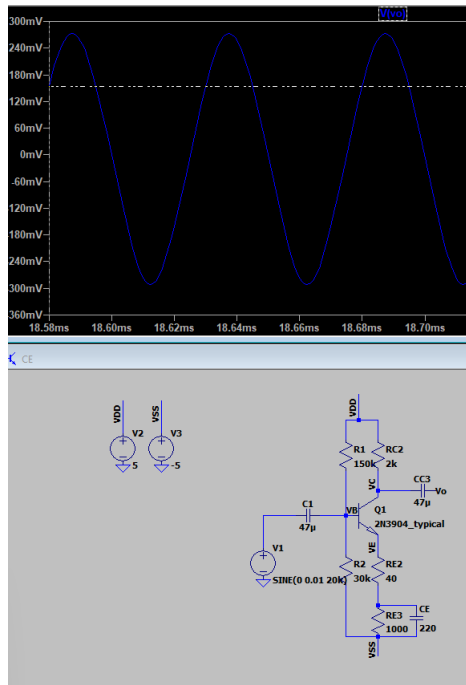 V(vo)
300mV
240mV
180mV
120mV
60mV
0mV
-60mV
-120mV
-180mV
-240mV
-300mV
360mV
18.58ms 18.60ms 18.62ms 18.64ms 18.66ms 18.68ms 18.70ms
CE
VDD
VSS
VDD
V2
V3
5
-5
R1
150k
RC2
2k
VC
CC3
47µ
Vo
C1
47µ
VB
Q1
2N3904_typical
VE
V1
SINE(0 0.01 20k)
R2
30k
RE2
40
RE3
1000
CE
220
VSS